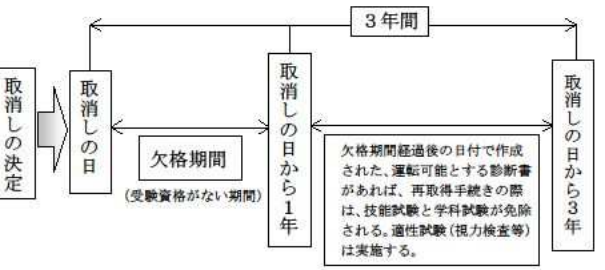 3年間
取消しの決定
取消しの日
欠格期間
(受験資格がない期間)
取消しの日から1年
欠格期間経過後の日付で作成
された、運転可能とする診断書
があれば、再取得手続きの際
は、技能試験と学科試験が免除
される。適性試験(視力検査等)
は実施する。
取消しの日から3年